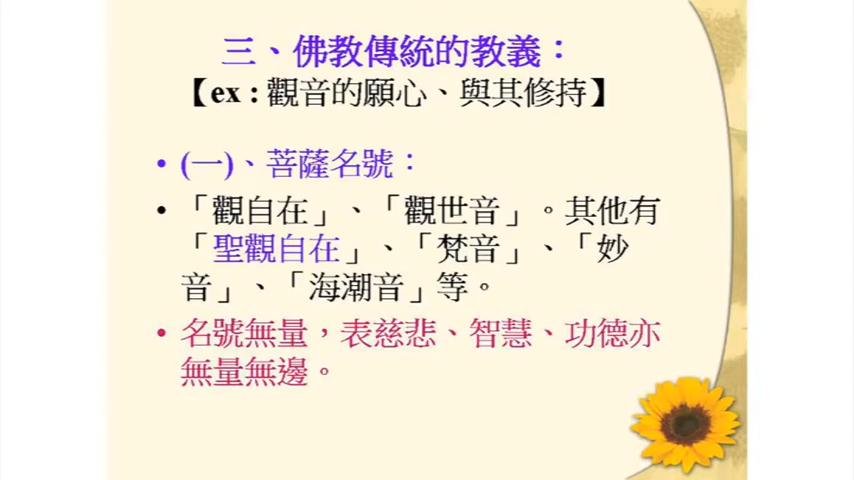 三、佛教傳統的教義：
【ex : 觀音的願心、與其修持】
• (一)、菩薩名號：
• 「觀自在」、「觀世音」。其他有
「聖觀自在」、「梵音」、「妙
音」、「海潮音」等。
• 名號無量，表慈悲、智慧、功德亦
無量無邊。